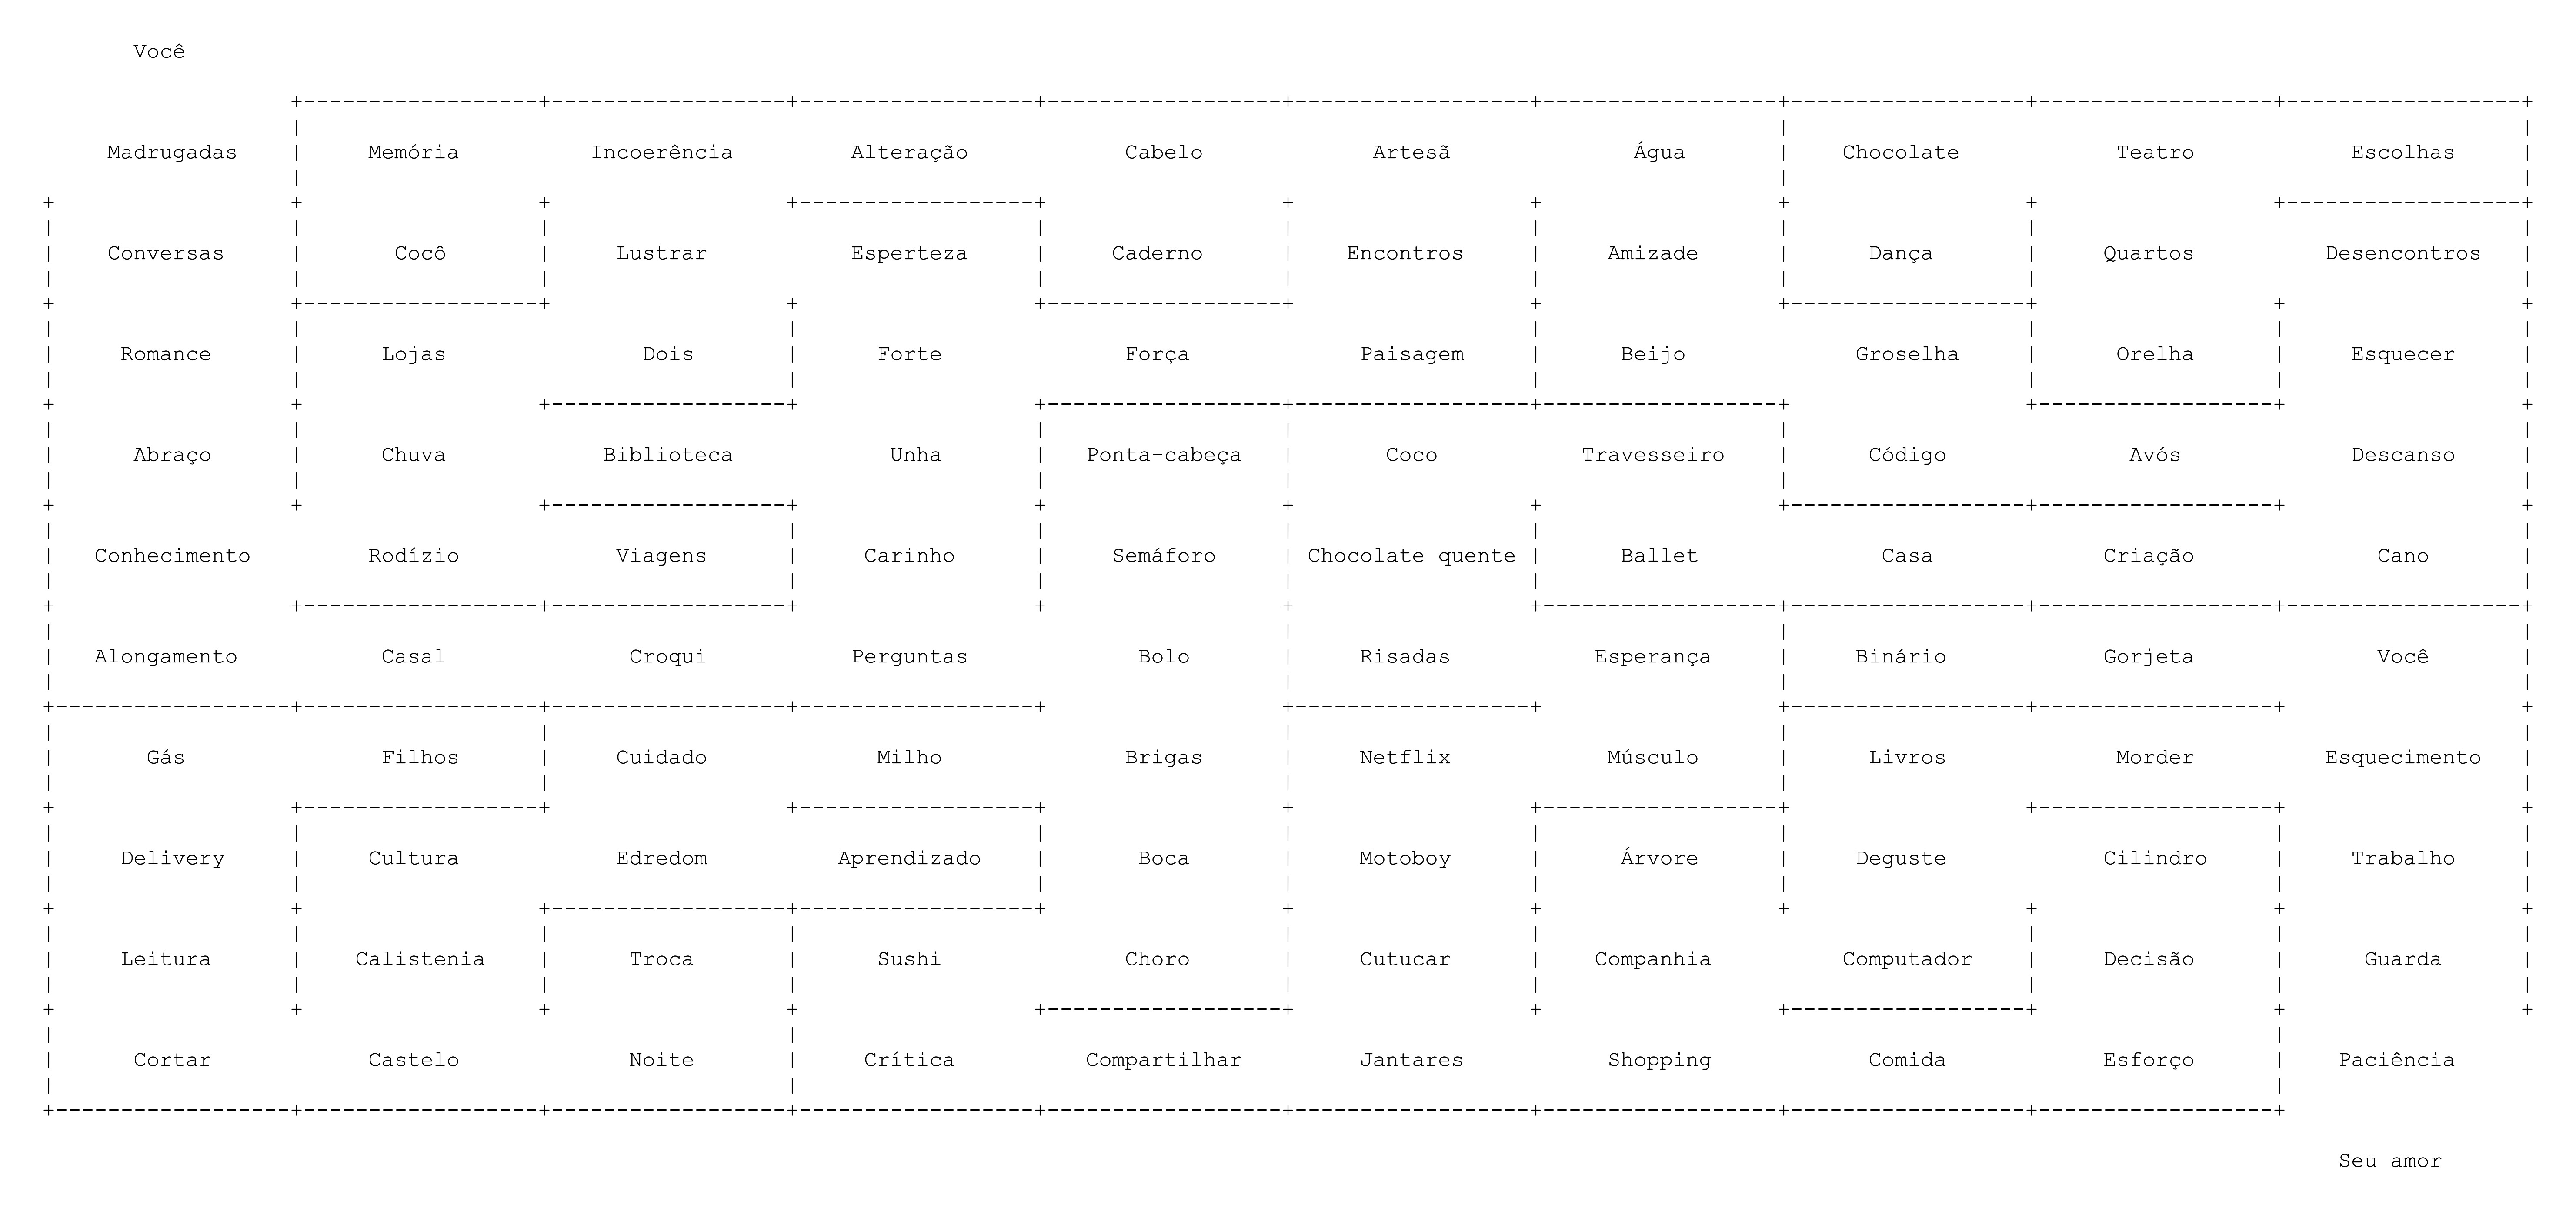 Você
Madrugadas Memória Incoerência Alteração Cabelo Artesã Água Chocolate Teatro Escolhas
Conversas Cocô Lustrar Esperteza Caderno Encontros Amizade Dança Quartos Desencontros
Romance Lojas Dois Forte Força Paisagem Beijo Groselha Orelha Esquecer
Abraço Chuva Biblioteca Unha Ponta-cabeça Coco Travesseiro Código Avós Descanso
Conhecimento Rodízio Viagens Carinho Semáforo Chocolate quente Ballet Casa Criação Cano
Alongamento Casal Croqui Perguntas Bolo Risadas Esperança Binário Gorjeta Você
Gás Filhos Cuidado Milho Brigas Netflix Músculo Livros Morder Esquecimento
Delivery Cultura Edredom Aprendizado Boca Motoboy Árvore Deguste Cilindro Trabalho
Leitura Calistenia Troca Sushi Choro Cutucar Companhia Computador Decisão Guarda
Cortar Castelo Noite Crítica Compartilhar Jantares Shopping Comida Esforço Paciência
Seu amor